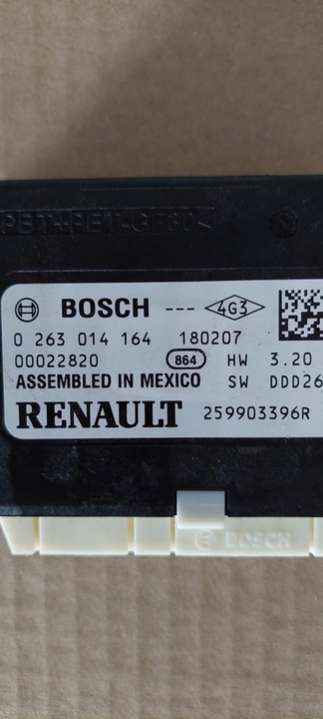 BOSCH --- 4G3
0 263 014 164 180207
00022820 864 HW 3.20
ASSEMBLED IN MEXICO SW DDD26
RENAULT 259903396R
BOSCH